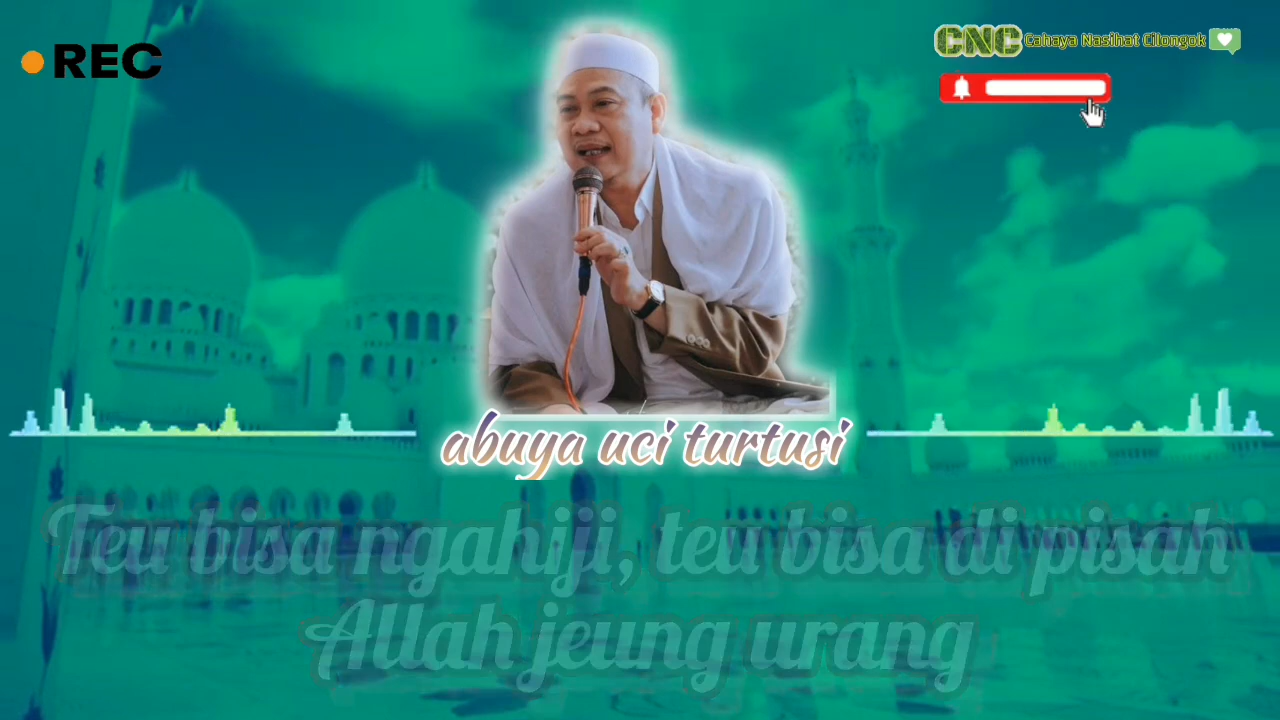 REC
CNC Cahaya Nasihat Cilongok
abuya uci turtusi
Teu bisa ngahiji, teu bisa di pisah
Allah jeung urang